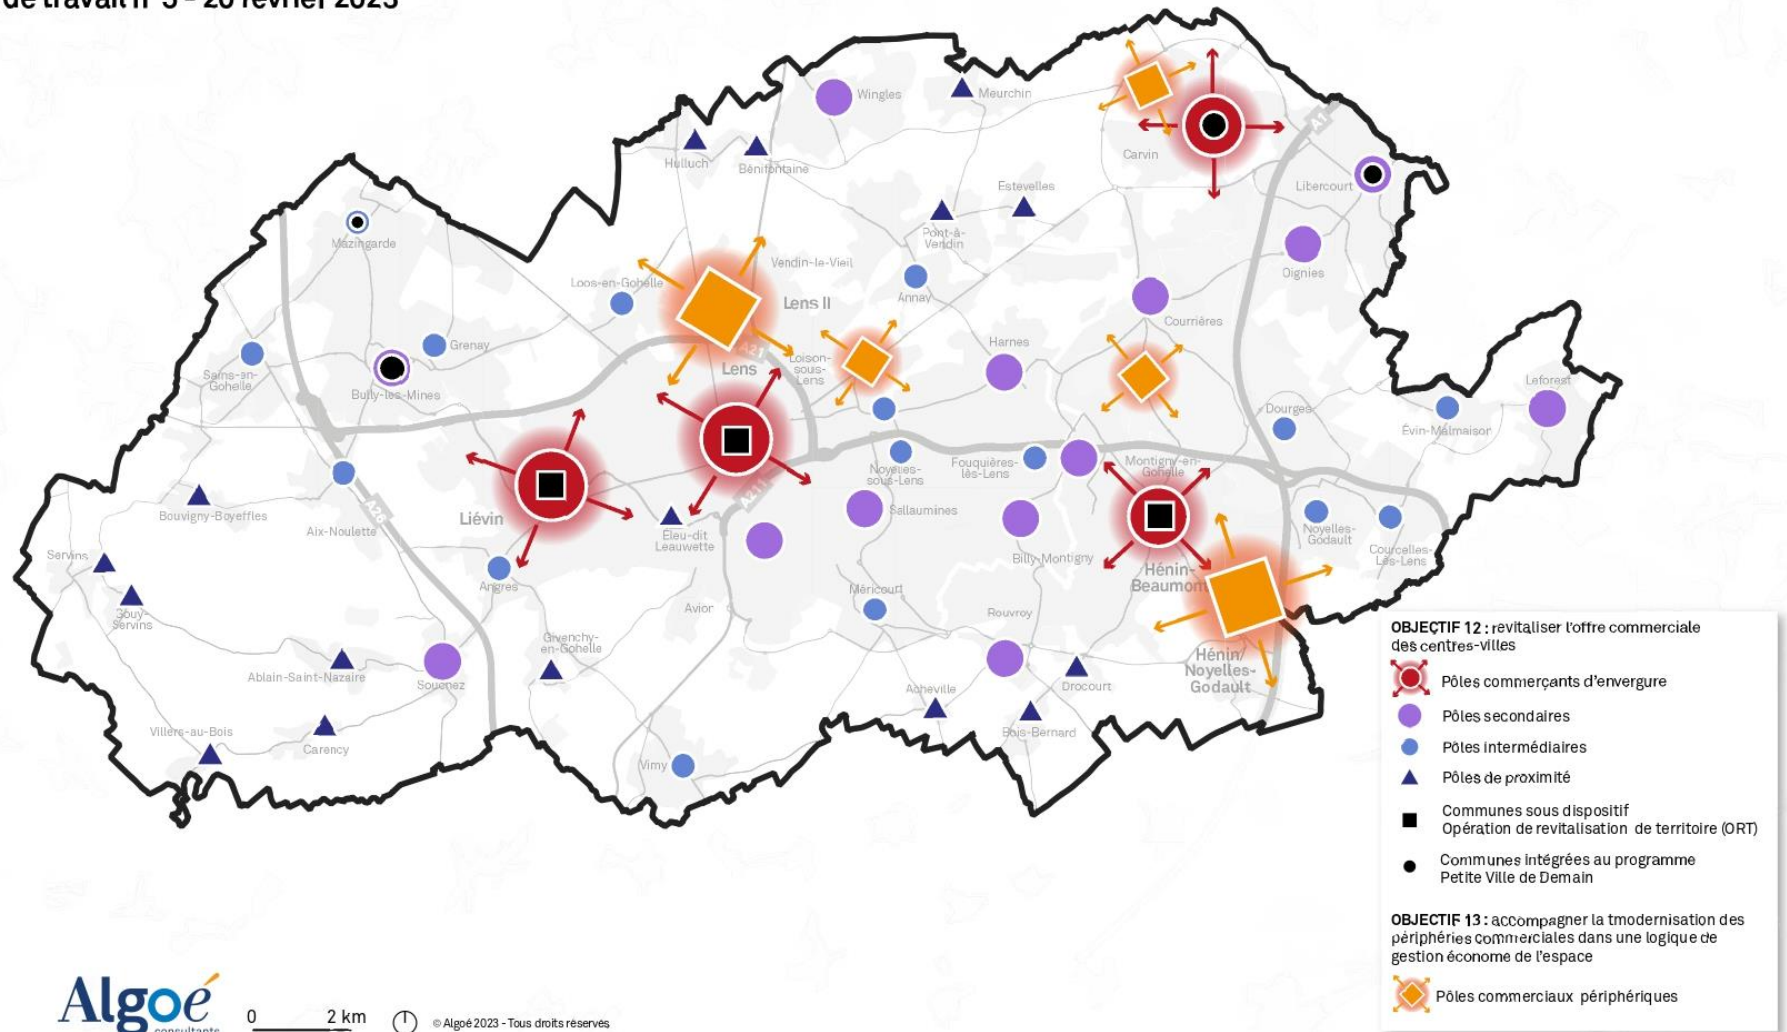 de travail n°5 - 20 février 2023
Wingles
Meurchin
A1
Hulluch
Bénifontaine
Carvin
Libercourt
Estevelles
Mazingarde
Pont-à-
Vendin
Vendin-le-Vieil
Oignies
Loos-en-Gohelle
Lens II
Annay
Courrières
Grenay
Harnes
A21
Loison-
sous-
Lens
Lens
Sains-en-
Gohelle
Bully-les-Mines
Leforest
Dourges
Évin-Malmaison
Noyelles-
sous-Lens
Fouquières-
lès-Lens
Montigny-en-
Gohelle
A211
Bouvigny-Boyeffles
A26
Aix-Noulette
Liévin
Éleu-dit
Leauwette
Sallaumines
Billy-Montigny
Noyelles-
Godault
Courcelles-
Lès-Lens
Servins
Angres
Hénin-
Beaumont
Gouy-
Servins
Avion
Méricourt
Rouvroy
Givenchy-
en-Gohelle
Ablain-Saint-Nazaire
Souchez
Hénin/
Noyelles-
Godault
Acheville
Drocourt
Villers-au-Bois
Carency
Bois-Bernard
Vimy
OBJECTIF 12 : revitaliser l'offre commerciale
des centres-villes
Pôles commerçants d'envergure
Pôles secondaires
Pôles intermédiaires
Pôles de proximité
Communes sous dispositif
Opération de revitalisation de territoire (ORT)
Communes intégrées au programme
Petite Ville de Demain
OBJECTIF 13 : accompagner la tmodernisation des
périphéries commerciales dans une logique de
gestion économe de l'espace
Pôles commerciaux périphériques
Algoé
consultants
0 2 km
© Algoé 2023 - Tous droits réservés